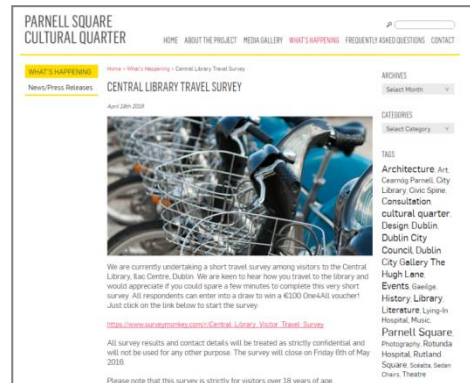 PARNELL SQUARE
CULTURAL QUARTER
HOME ABOUT THE PROJECT MEDIA GALLERY WHAT'S HAPPENING FREQUENTLY ASKED QUESTIONS CONTACT
WHAT'S HAPPENING
News/Press Releases
Home > What's Happening > Central Library Travel Survey
CENTRAL LIBRARY TRAVEL SURVEY
April 18th 2016
We are currently undertaking a short travel survey among visitors to the Central
Library, Ilac Centre, Dublin. We are keen to hear how you travel to the library and
would appreciate if you could spare a few minutes to complete this very short
survey. All respondents can enter into a draw to win a €100 One4All voucher!
Just click on the link below to start the survey.
https://www.surveymonkey.com/r/Central_Library_Visitor_Travel_Survey
All survey results and contact details will be treated as strictly confidential and
will not be used for any other purpose. The survey will close on Friday 6th of May
2016.
Please note that this survey is strictly for visitors over 18 years of age
ARCHIVES
Select Month
CATEGORIES
Select Category
TAGS
Architecture, Art,
Cearnóg Parnell, City
Library, Civic Spine,
Consultation,
cultural quarter,
Design, Dublin,
Dublin City
Council, Dublin
City Gallery The
Hugh Lane,
Events, Gaeilge,
History, Library,
Literature, Lying-In
Hospital, Music,
Parnell Square,
Photography, Rotunda
Hospital, Rutland
Square, Scealta, Sedan
Chairs, Theatre